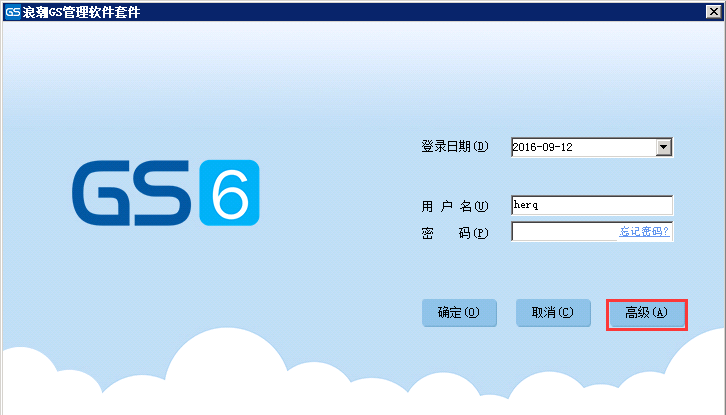 GS 浪潮GS管理软件套件
GS 6
登录日期(D) 2016-09-12
用 户 名(U) herq
密 码(P) 忘记密码?
确定(O) 取消(C) 高级(A)